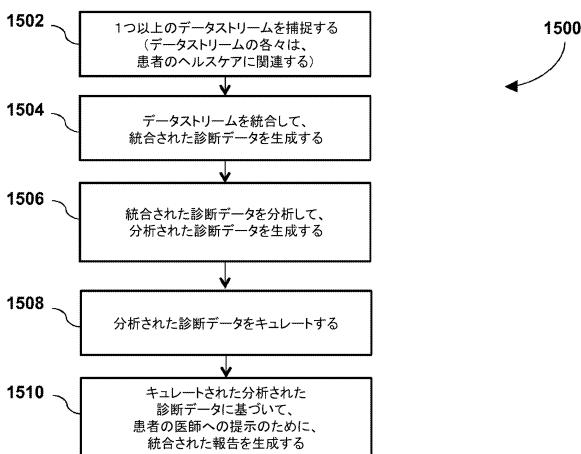 1502
1つ以上のデータストリームを捕捉する
(データストリームの各々は、
患者のヘルスケアに関連する)
1500
1504
データストリームを統合して、
統合された診断データを生成する
1506
統合された診断データを分析して、
分析された診断データを生成する
1508
分析された診断データをキュレートする
1510
キュレートされた分析された
診断データに基づいて、
患者の医師への提示のために、
統合された報告を生成する